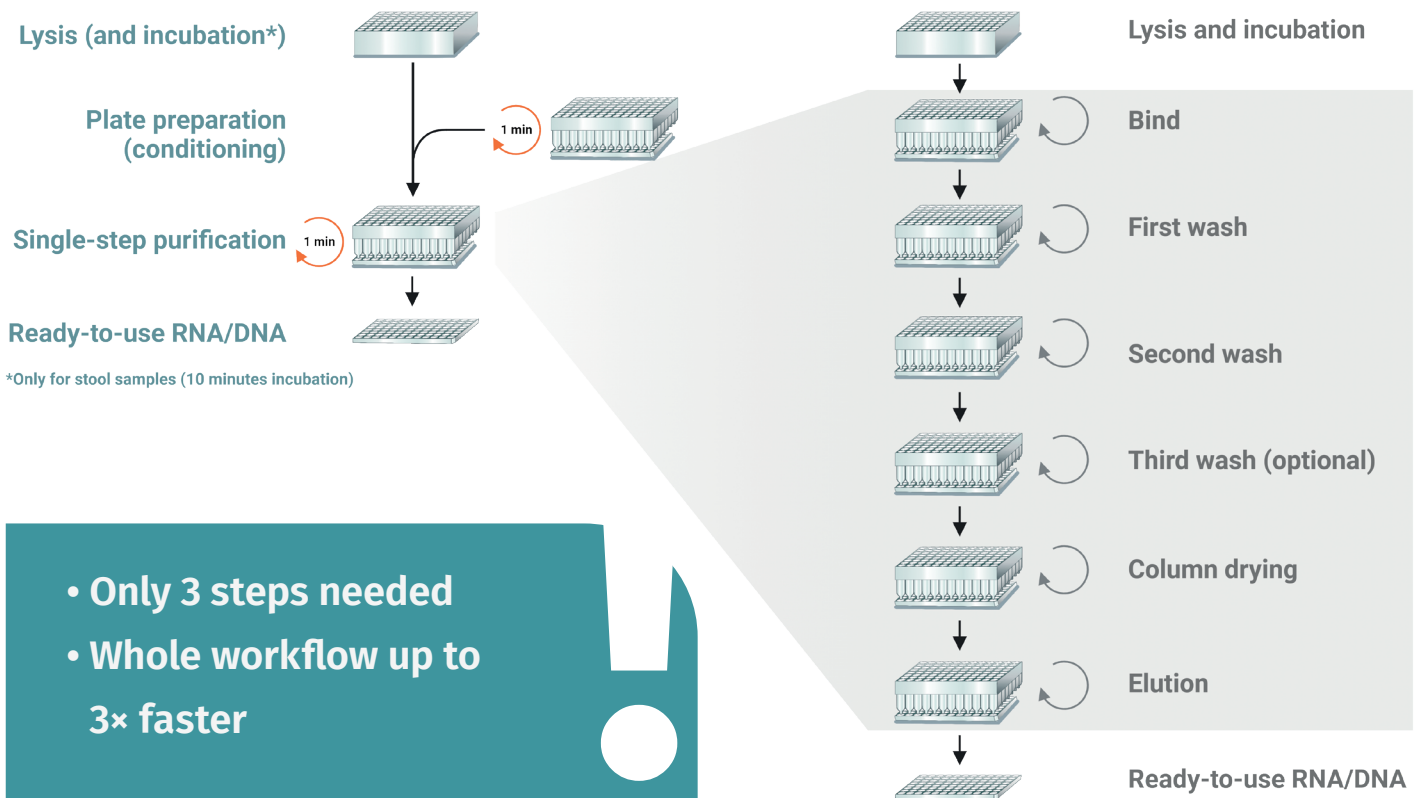 Lysis (and incubation*)
Plate preparation
(conditioning)
1 min
Single-step purification
1 min
Ready-to-use RNA/DNA
*Only for stool samples (10 minutes incubation)
• Only 3 steps needed
• Whole workflow up to
3× faster
Lysis and incubation
Bind
First wash
Second wash
Third wash (optional)
Column drying
Elution
Ready-to-use RNA/DNA